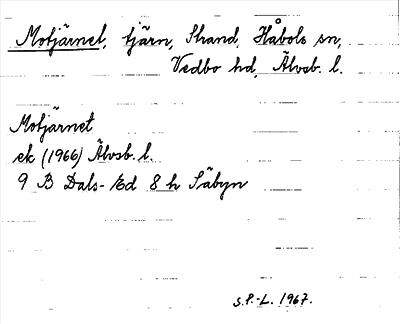 Motjärnet, tjärn, Strand, Håbols sn,
Vedbo hd, Älvsb. l.
Motjärnet
ek (1966) Älvsb. l.
9 B Dals-Ed 8 h Säbyn
S.P.-L. 1967.